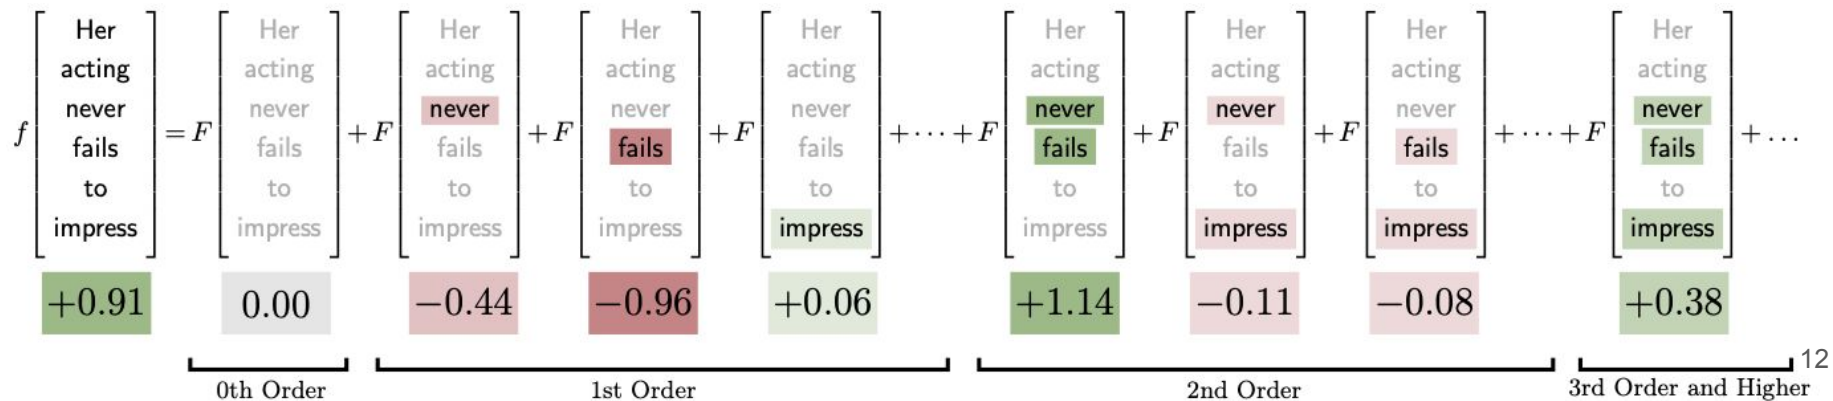 Her Her Her Her Her Her Her Her Her
acting acting acting acting acting acting acting acting acting
never never never never never never never never never
f = F + F + F + F + ⋯ + F + F + F + ⋯ + F + …
fails fails fails fails fails fails fails fails fails
to to to to to to to to to
impress impress impress impress impress impress impress impress impress
+0.91 0.00 −0.44 −0.96 +0.06 +1.14 −0.11 −0.08 +0.38
12
0th Order 1st Order 2nd Order 3rd Order and Higher